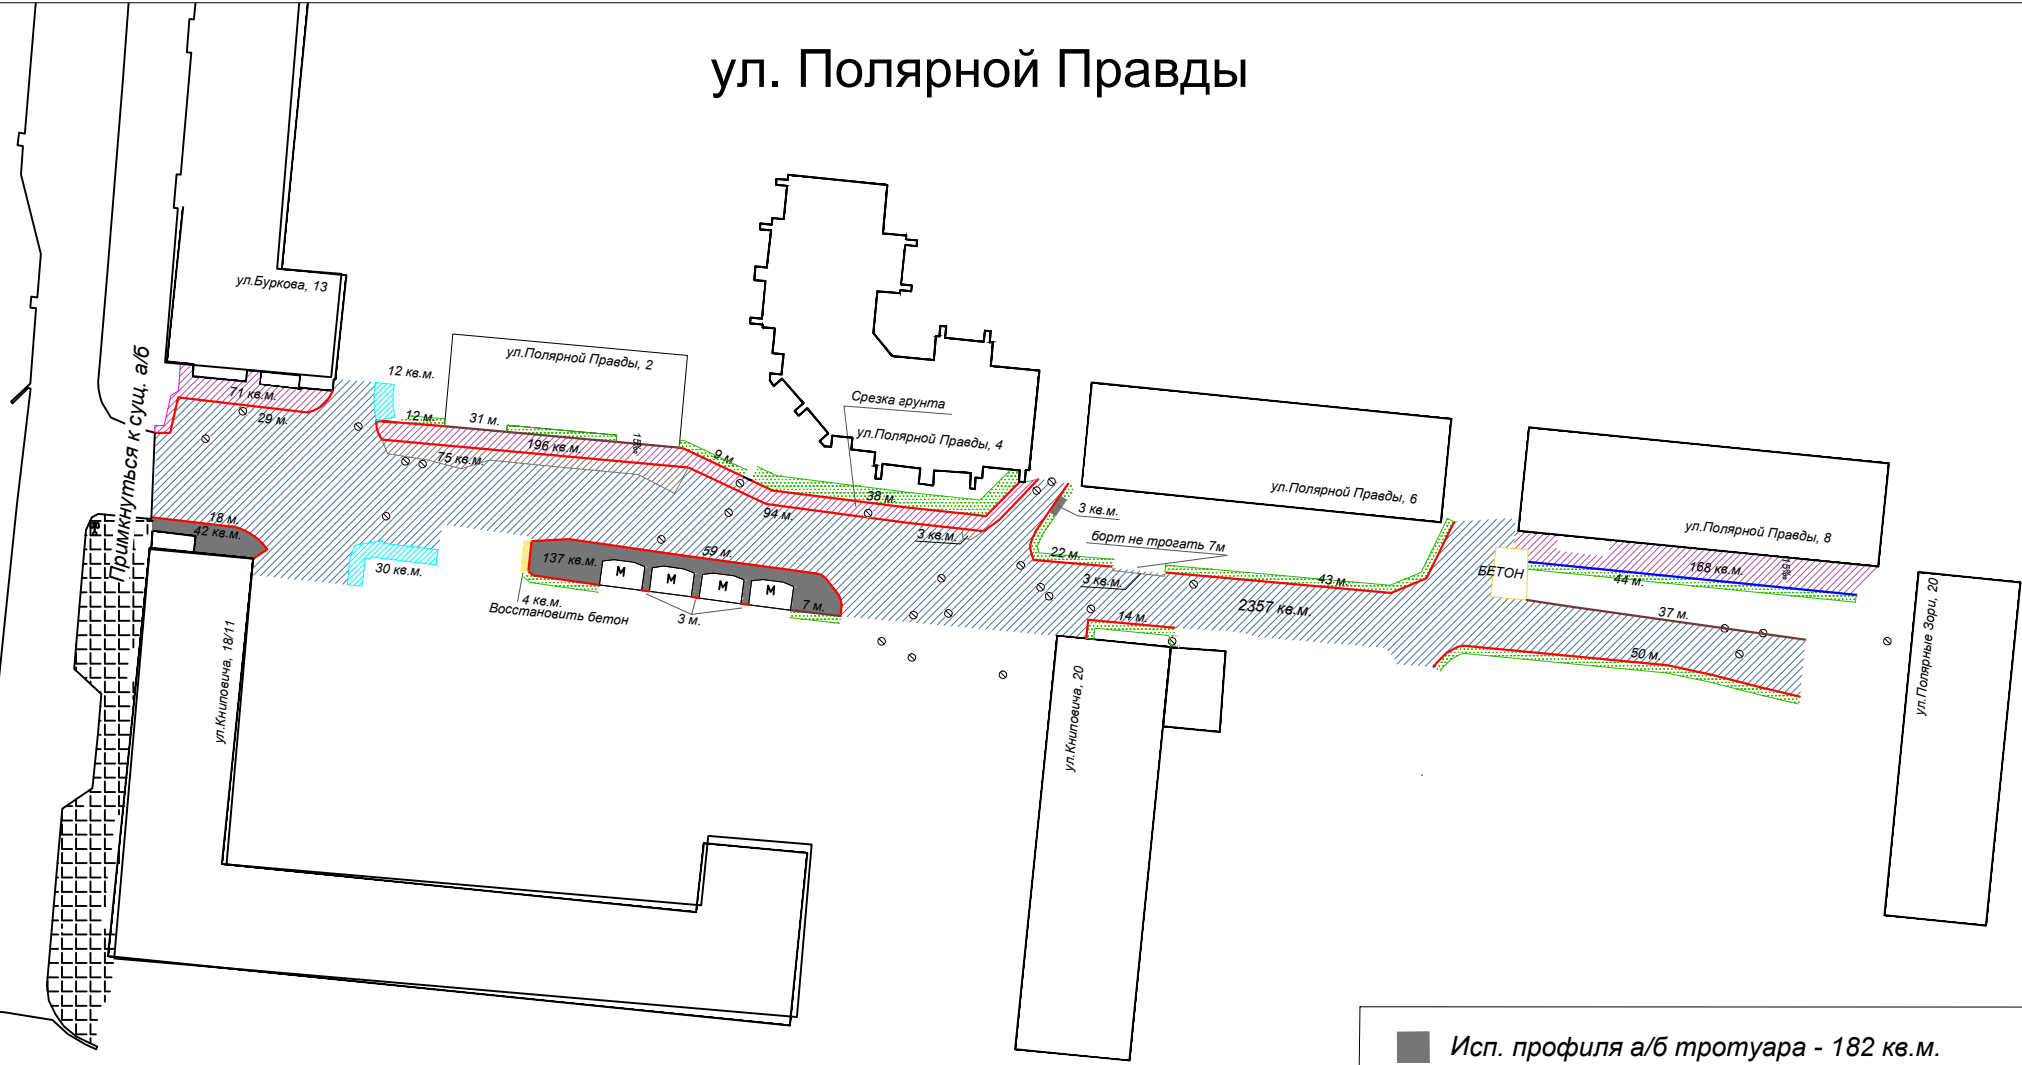 ул. Полярной Правды
ул.Буркова, 13
Примкнуться к сущ. а/б
71 кв.м.
29 м.
12 кв.м.
ул.Полярной Правды, 2
12 м.
31 м.
196 кв.м.
15‰
75 кв.м.
9 м.
Срезка грунта
ул.Полярной Правды, 4
38 м.
94 м.
3 кв.м.
3 кв.м.
борт не трогать 7м
22 м.
3 кв.м.
43 м.
ул.Полярной Правды, 6
ул.Полярной Правды, 8
БЕТОН
168 кв.м.
15‰
44 м.
37 м.
50 м.
2357 кв.м.
14 м.
18 м.
42 кв.м.
30 кв.м.
137 кв.м.
59 м.
М
М
М
М
7 м.
3 м.
4 кв.м.
Восстановить бетон
ул.Книповича, 18/11
ул.Книповича, 20
ул.Полярные Зори, 20
Исп. профиля а/б тротуара - 182 кв.м.